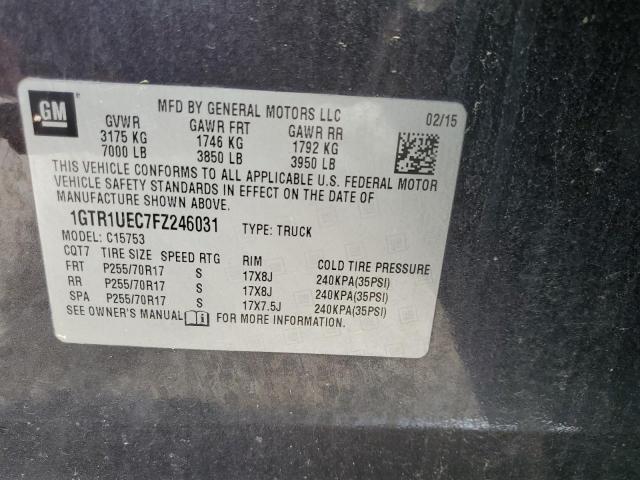 GM
MFD BY GENERAL MOTORS LLC
02/15
GVWR GAWR FRT GAWR RR
3175 KG 1746 KG 1792 KG
7000 LB 3850 LB 3950 LB
THIS VEHICLE CONFORMS TO ALL APPLICABLE U.S. FEDERAL MOTOR
VEHICLE SAFETY STANDARDS IN EFFECT ON THE DATE OF
MANUFACTURE SHOWN ABOVE.
1GTR1UEC7FZ246031 TYPE: TRUCK
MODEL: C15753
CQT7 TIRE SIZE SPEED RTG RIM COLD TIRE PRESSURE
FRT P255/70R17 S 17X8J 240KPA(35PSI)
RR P255/70R17 S 17X8J 240KPA(35PSI)
SPA P255/70R17 S 17X7.5J 240KPA(35PSI)
SEE OWNER'S MANUAL FOR MORE INFORMATION.